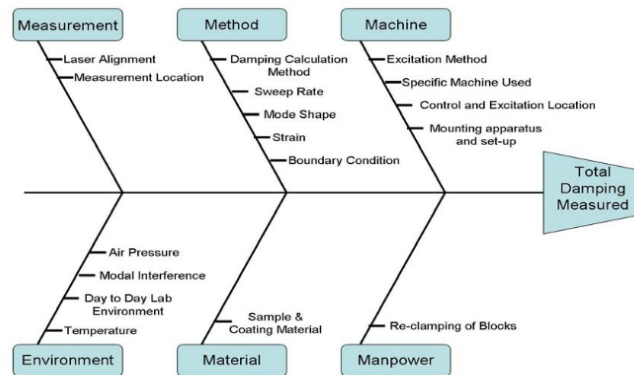 Measurement
Method
Machine
Laser Alignment
Measurement Location
Damping Calculation
Method
Sweep Rate
Mode Shape
Strain
Boundary Condition
Excitation Method
Specific Machine Used
Control and Excitation Location
Mounting apparatus
and set-up
Total
Damping
Measured
Air Pressure
Modal Interference
Day to Day Lab
Environment
Temperature
Sample &
Coating Material
Re-clamping of Blocks
Environment
Material
Manpower